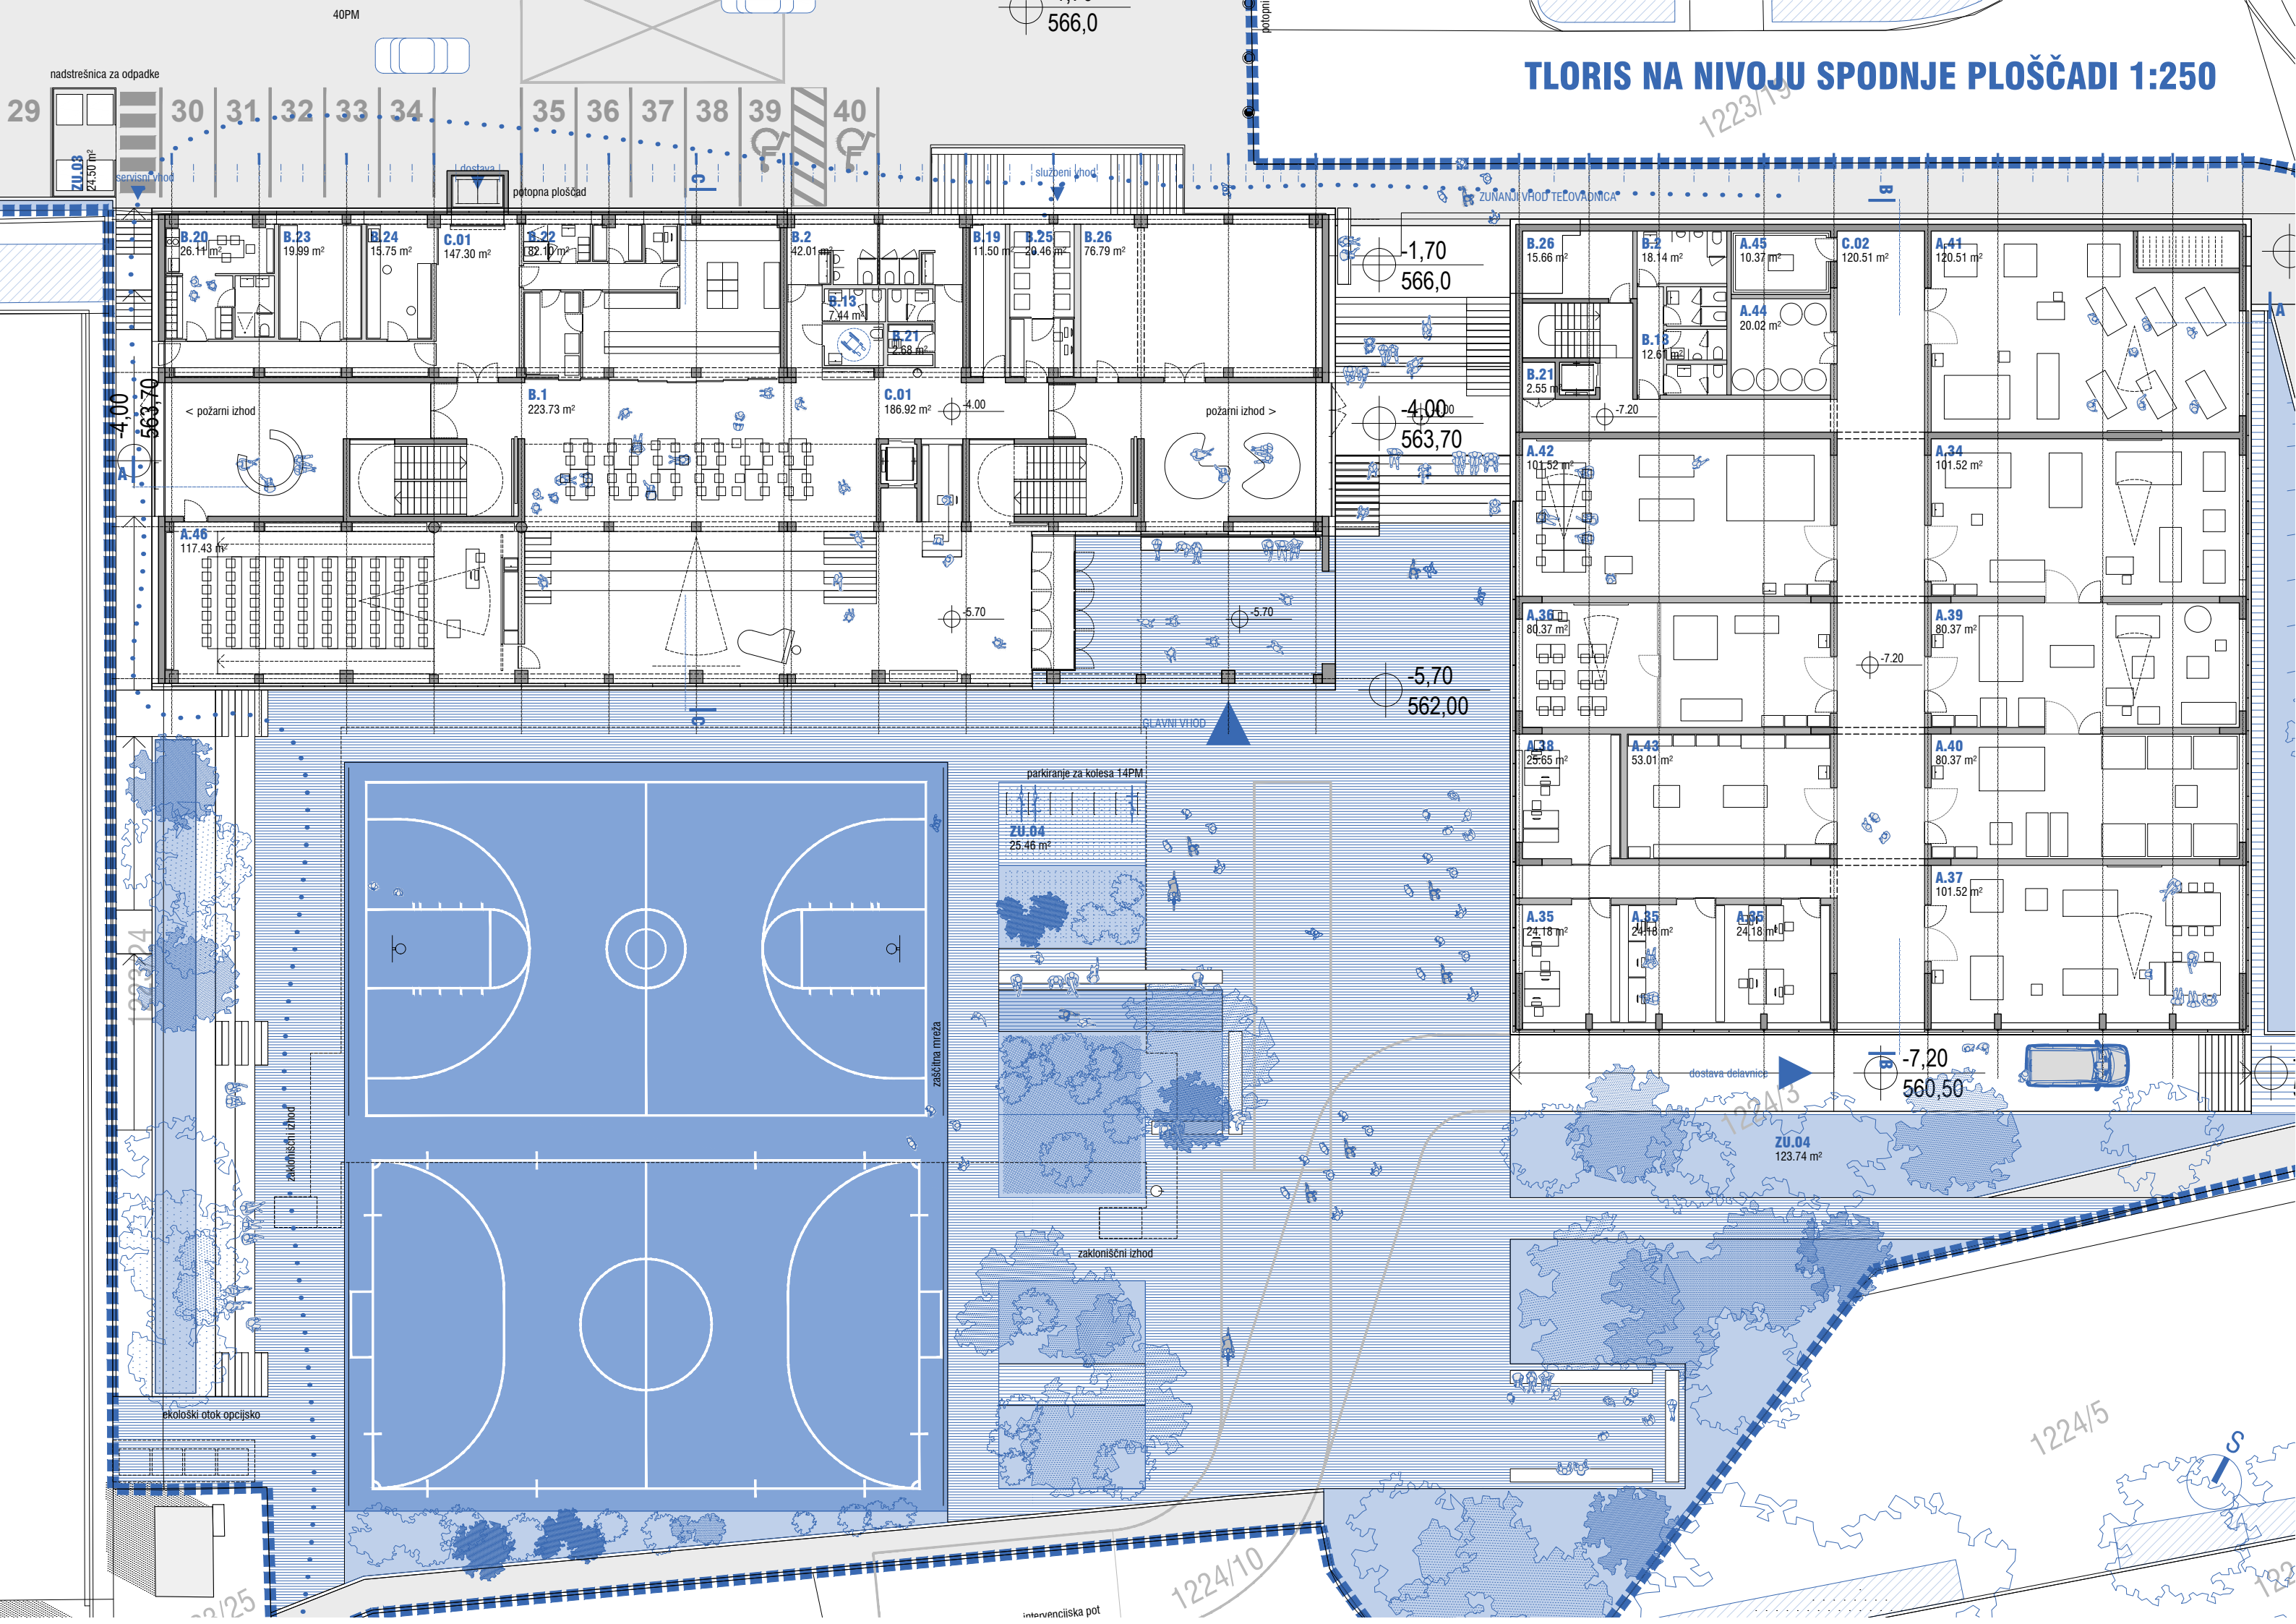 40PM
-1,70
566,0
potopni
TLORIS NA NIVOJU SPODNJE PLOŠČADI 1:250
1223/19
nadstrešnica za odpadke
29
30
31
32
33
34
35
36
37
38
39
40
ZU.03
24.50 m²
servisni vhod
dostava
potopna ploščad
C
službeni vhod
ZUNANJI VHOD TELOVADNICA
B
B.20
26.11 m²
B.23
19.99 m²
B.24
15.75 m²
C.01
147.30 m²
B.22
82.10 m²
B.2
42.01 m²
B.13
7.44 m²
B.21
2.68 m²
B.19
11.50 m²
B.25
20.46 m²
B.26
76.79 m²
-1,70
566,0
B.26
15.66 m²
B.2
18.14 m²
A.45
10.37 m²
C.02
120.51 m²
A.41
120.51 m²
A.44
20.02 m²
B.18
12.61 m²
B.21
2.55 m²
A
-4,00
563,70
< požarni izhod
B.1
223.73 m²
C.01
186.92 m²
-4.00
požarni izhod >
-4,00
563,70
-7.20
A
A.42
101.52 m²
A.34
101.52 m²
A.46
117.43 m²
-5.70
-5.70
A.36
80.37 m²
A.39
80.37 m²
-7.20
-5,70
562,00
C
GLAVNI VHOD
A.38
25.65 m²
A.43
53.01 m²
A.40
80.37 m²
parkiranje za kolesa 14PM
ZU.04
25.46 m²
A.37
101.52 m²
A.35
24.18 m²
A.35
24.18 m²
A.35
24.18 m²
1223/24
zaščitna mreža
zakloniščni izhod
dostava delavnice
B
-7,20
560,50
1224/3
ZU.04
123.74 m²
zakloniščni izhod
ekološki otok opcijsko
1224/5
S
1224/10
intervencijska pot